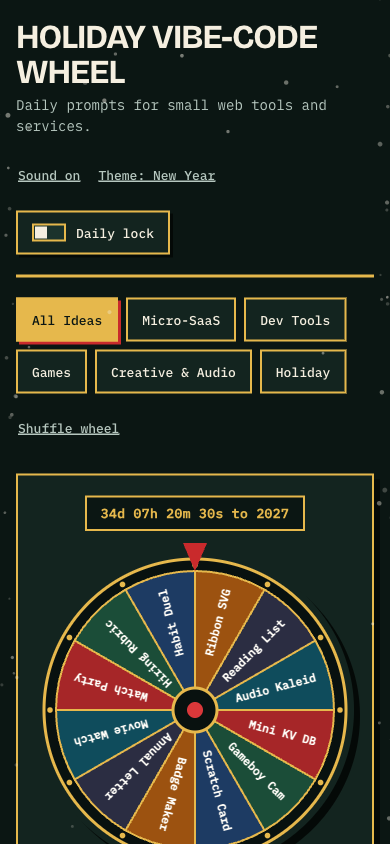 HOLIDAY VIBE-CODE
WHEEL
Daily prompts for small web tools and
services.
Sound on Theme: New Year
Daily lock
All Ideas Micro-SaaS Dev Tools
Games Creative & Audio Holiday
Shuffle wheel
34d 07h 20m 30s to 2027
Ribbon SVG
Reading List
Audio Kaleid
Mini KV DB
Gameboy Cam
Scratch Card
Badge Maker
Annual Letter
Movie Watch
Watch Party
Hiring Rubric
Habit Duel